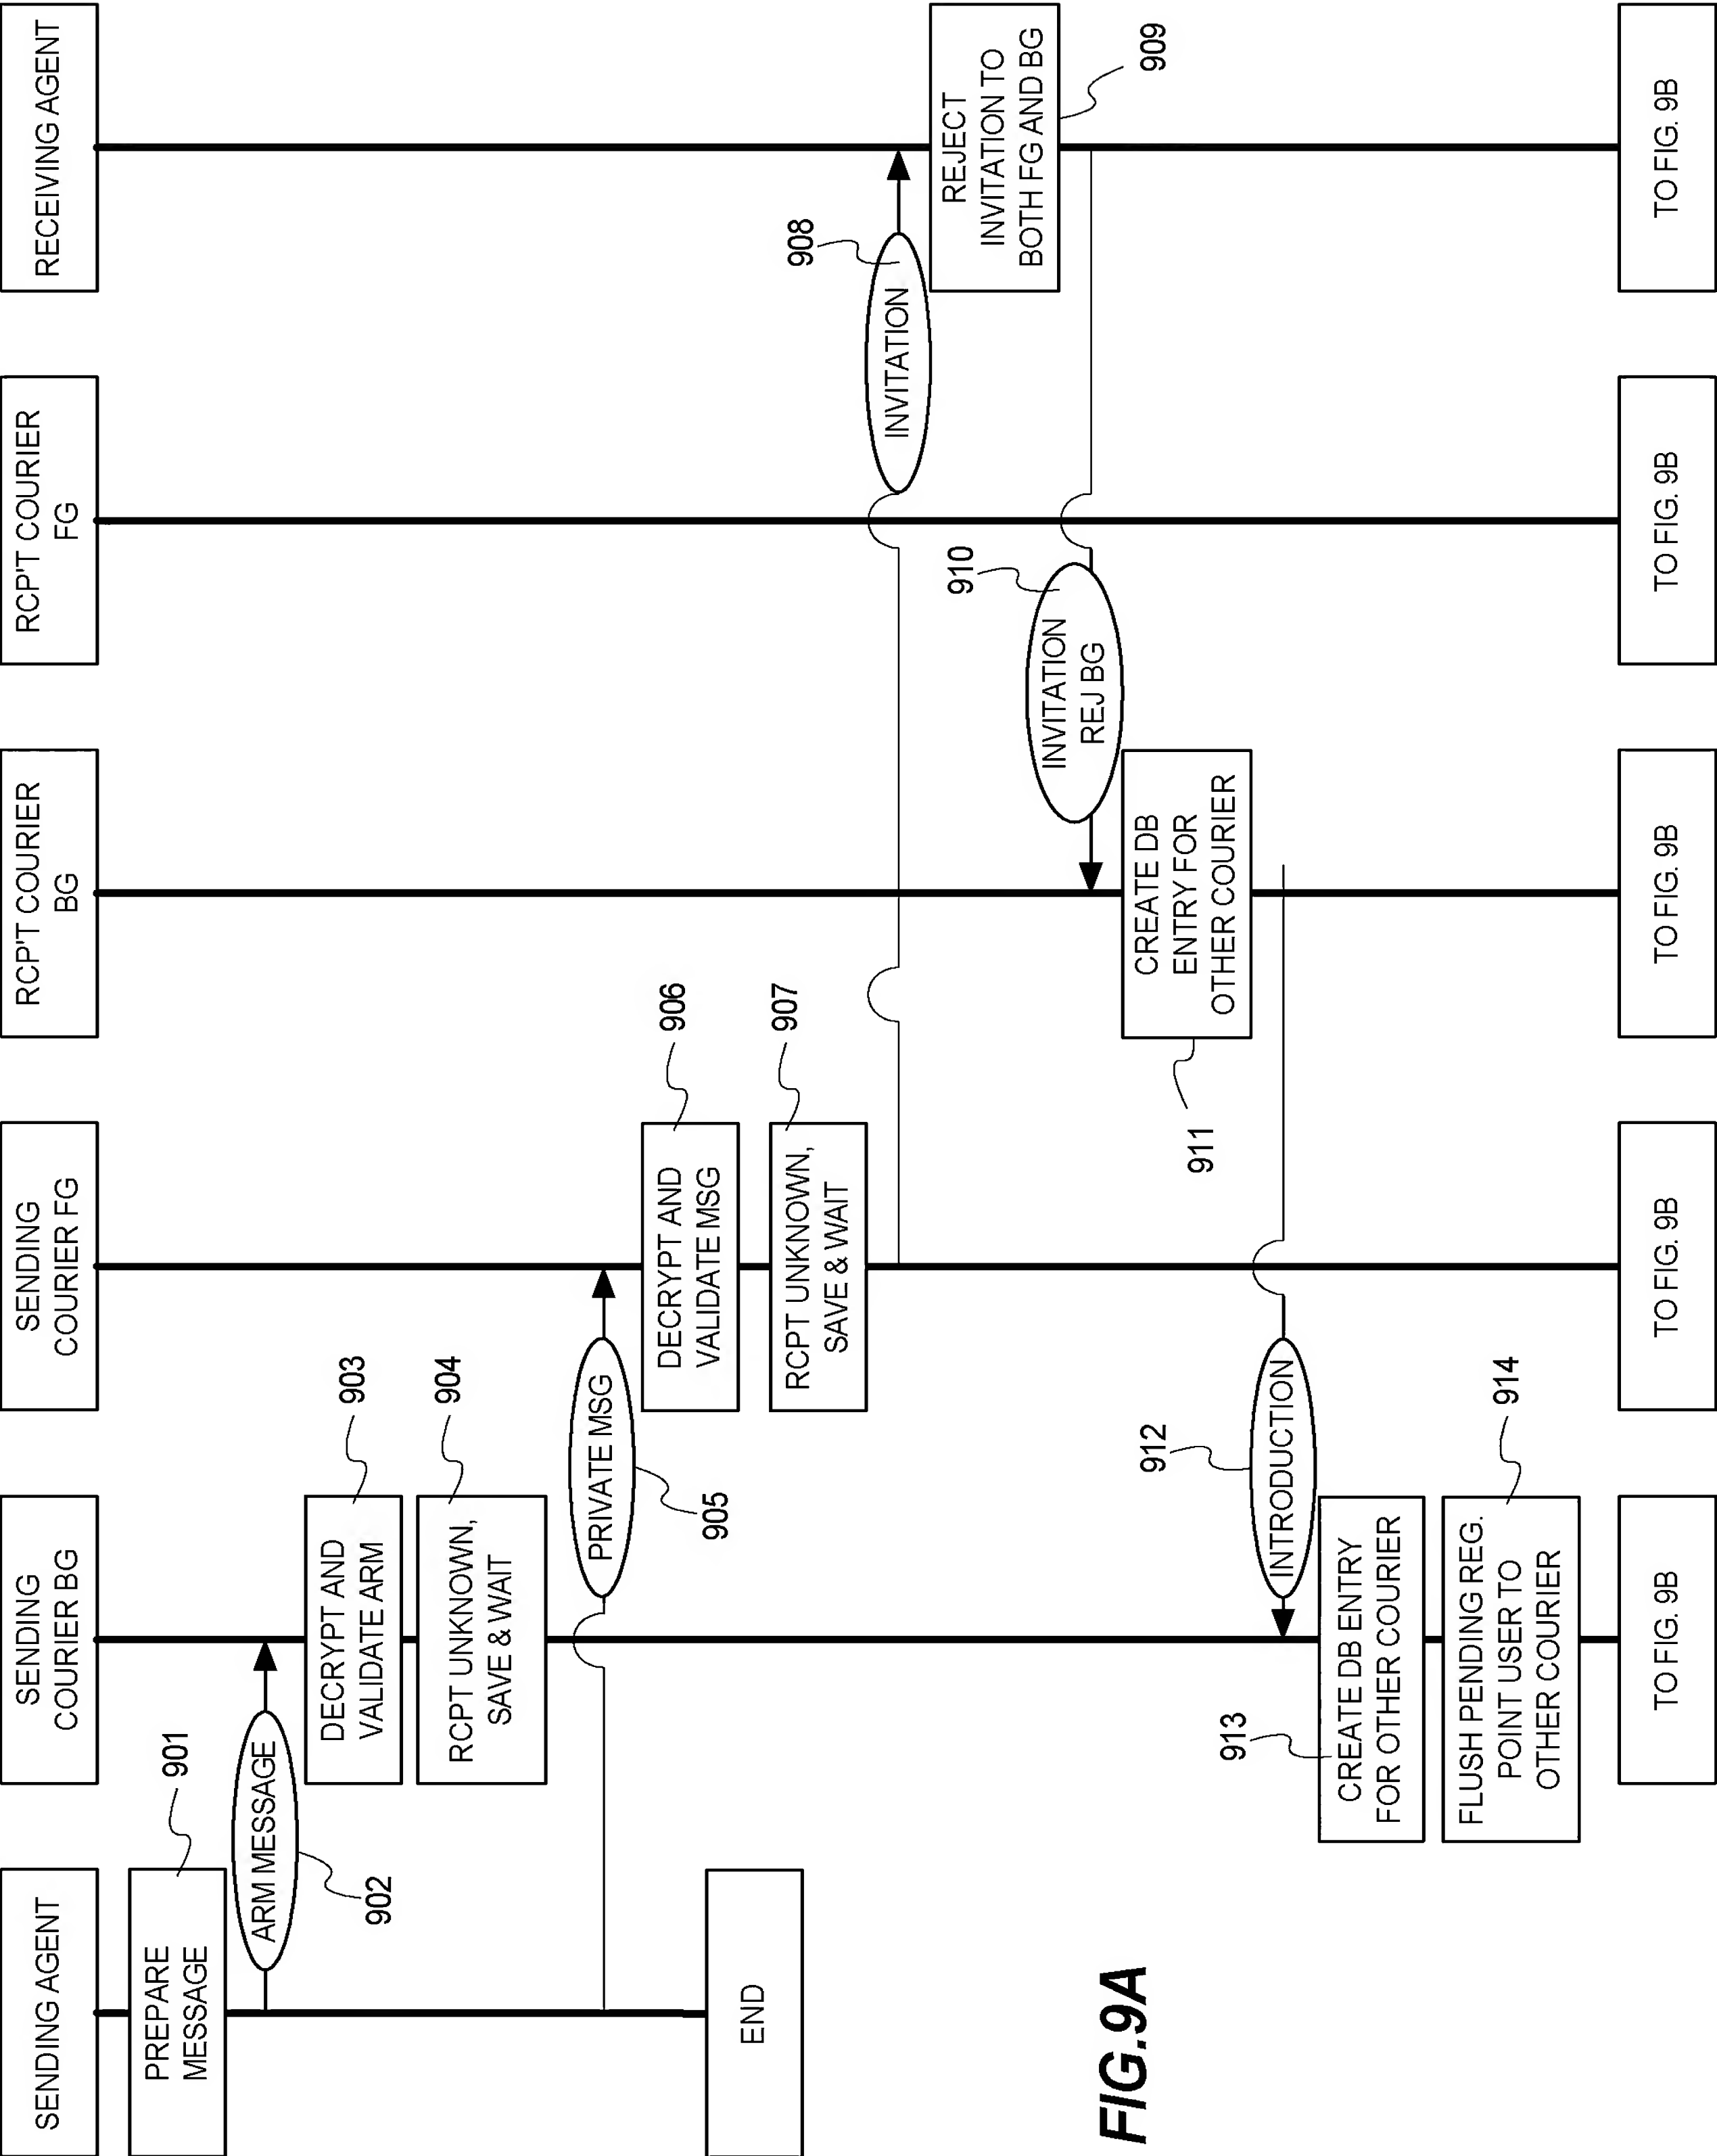 SENDING AGENT
SENDING
COURIER BG
SENDING
COURIER FG
RCP'T COURIER
BG
RCP'T COURIER
FG
RECEIVING AGENT
PREPARE
MESSAGE
901
ARM MESSAGE
902
DECRYPT AND
VALIDATE ARM
903
RCPT UNKNOWN,
SAVE & WAIT
904
PRIVATE MSG
905
DECRYPT AND
VALIDATE MSG
906
END
RCPT UNKNOWN,
SAVE & WAIT
907
INVITATION
908
REJECT
INVITATION TO
BOTH FG AND BG
909
INVITATION
REJ BG
910
CREATE DB
ENTRY FOR
OTHER COURIER
911
INTRODUCTION
912
CREATE DB ENTRY
FOR OTHER COURIER
913
FLUSH PENDING REG.
POINT USER TO
OTHER COURIER
914
TO FIG. 9B
TO FIG. 9B
TO FIG. 9B
TO FIG. 9B
TO FIG. 9B
FIG.9A